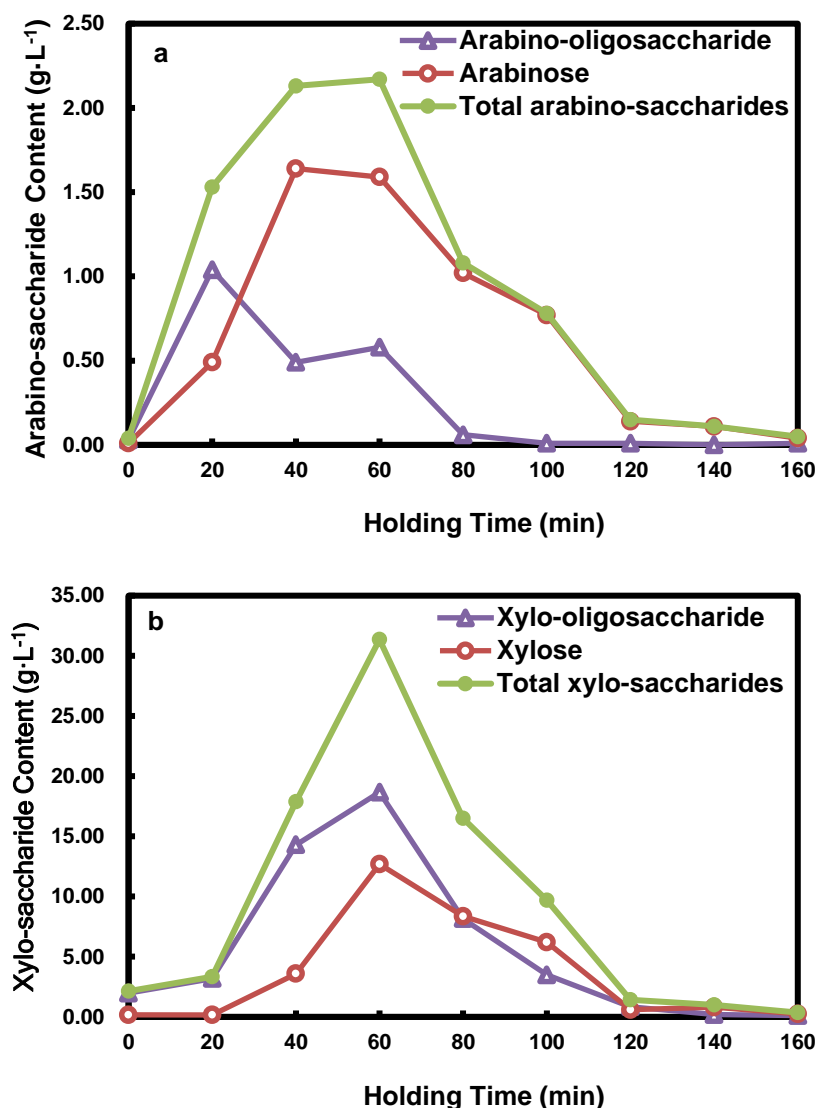 a
Arabino-oligosaccharide
Arabinose
Total arabino-saccharides
Arabino-saccharide Content (g·L⁻¹)
2.50
2.00
1.50
1.00
0.50
0.00
0 20 40 60 80 100 120 140 160
Holding Time (min)
b
Xylo-oligosaccharide
Xylose
Total xylo-saccharides
Xylo-saccharide Content (g·L⁻¹)
35.00
30.00
25.00
20.00
15.00
10.00
5.00
0.00
0 20 40 60 80 100 120 140 160
Holding Time (min)